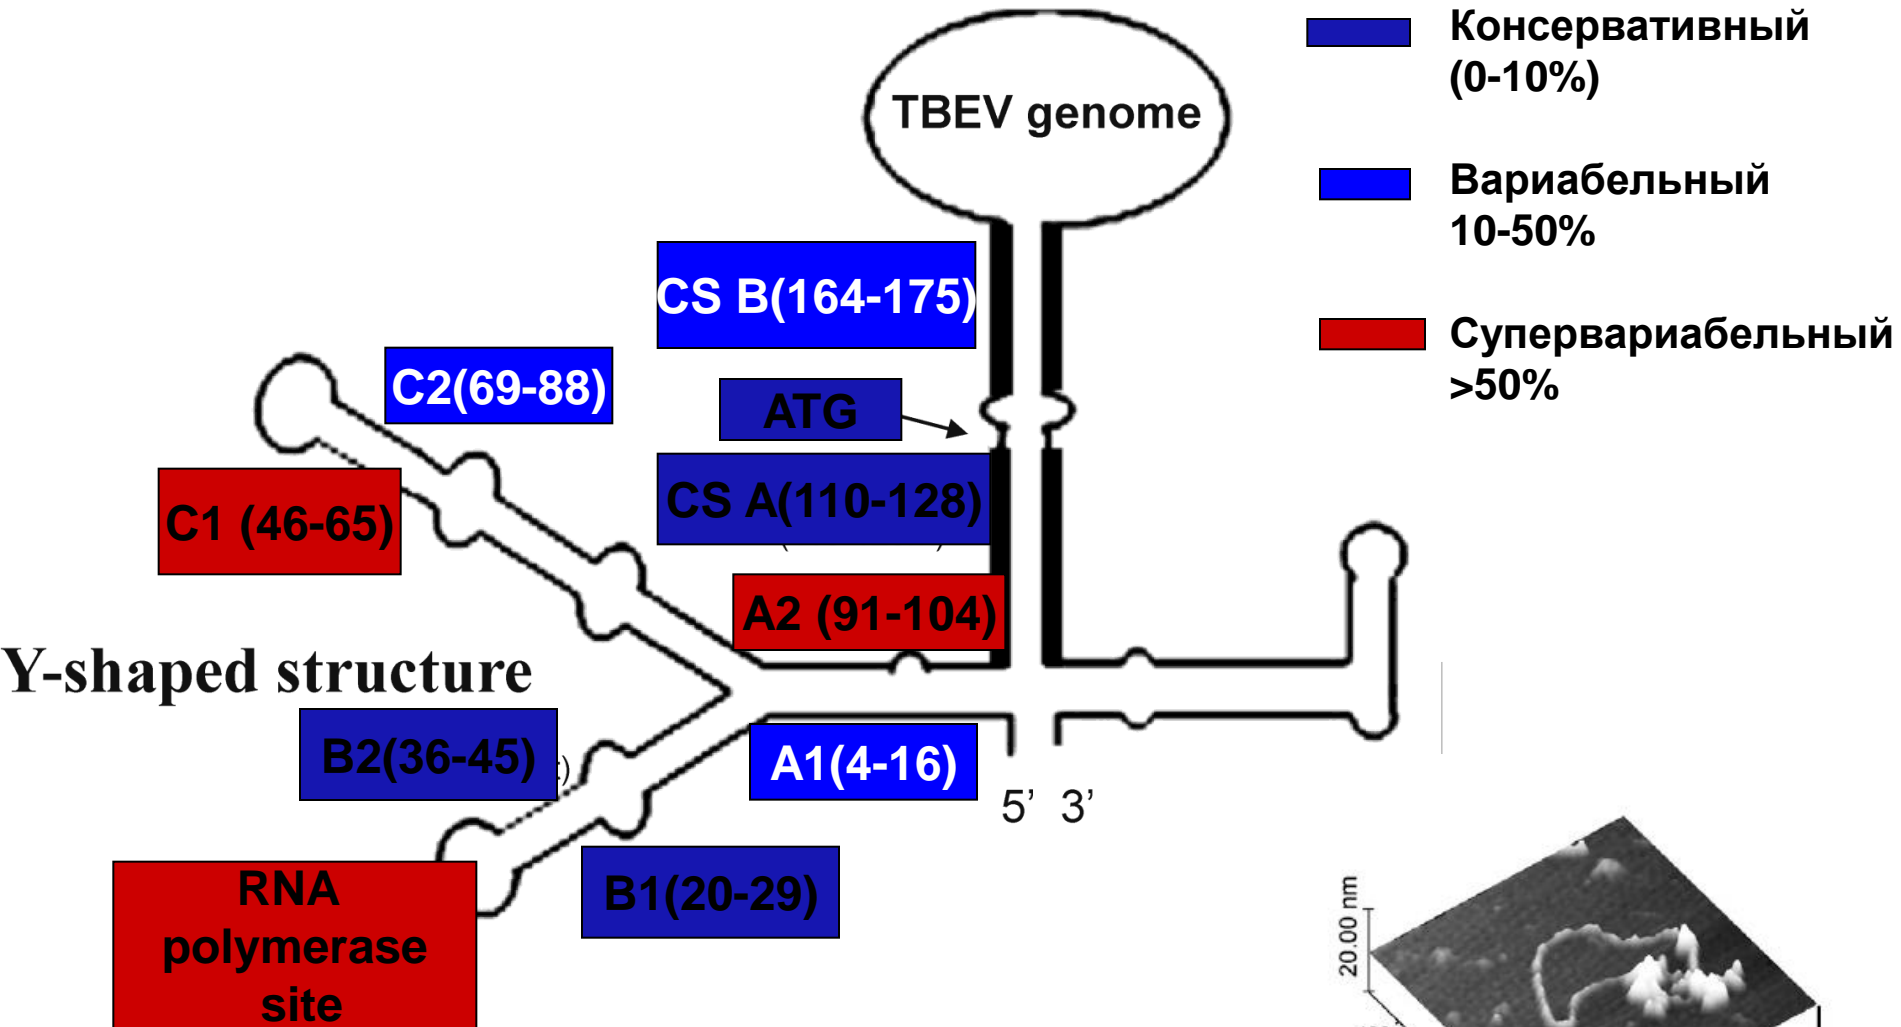 TBEV genome
Консервативный
(0-10%)
Вариабельный
10-50%
Супервариабельный
>50%
CS B(164-175)
C2(69-88)
ATG
CS A(110-128)
C1 (46-65)
A2 (91-104)
Y-shaped structure
B2(36-45)
A1(4-16)
5’ 3’
B1(20-29)
RNA
polymerase
site
20.00 nm